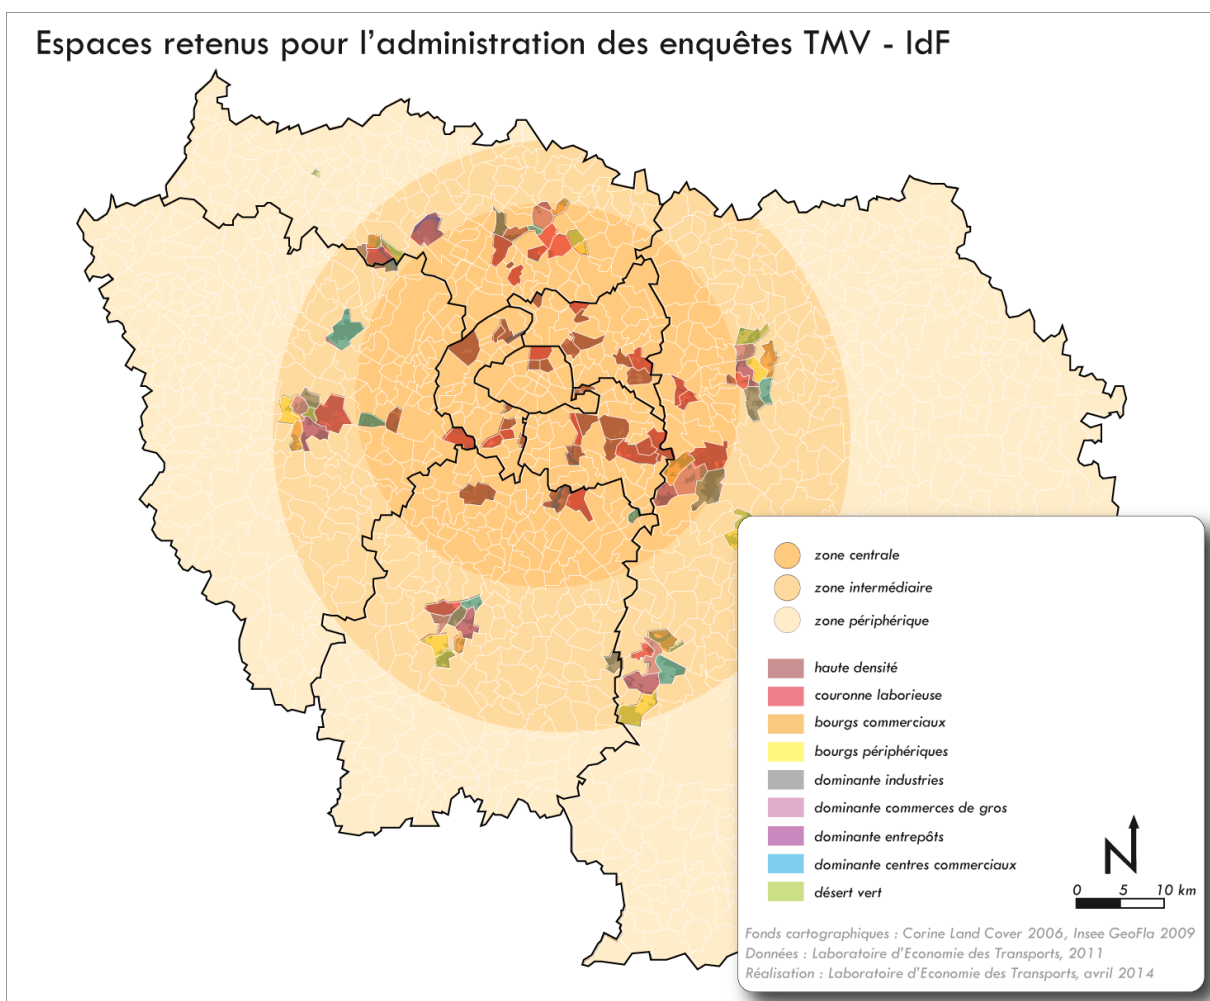 Espaces retenus pour l'administration des enquêtes TMV - IdF
zone centrale
zone intermédiaire
zone périphérique
haute densité
couronne laborieuse
bourgs commerciaux
bourgs périphériques
dominante industries
dominante commerces de gros
dominante entrepôts
dominante centres commerciaux
désert vert
N
0 5 10 km
Fonds cartographiques : Corine Land Cover 2006, Insee GeoFla 2009
Données : Laboratoire d'Economie des Transports, 2011
Réalisation : Laboratoire d'Economie des Transports, avril 2014